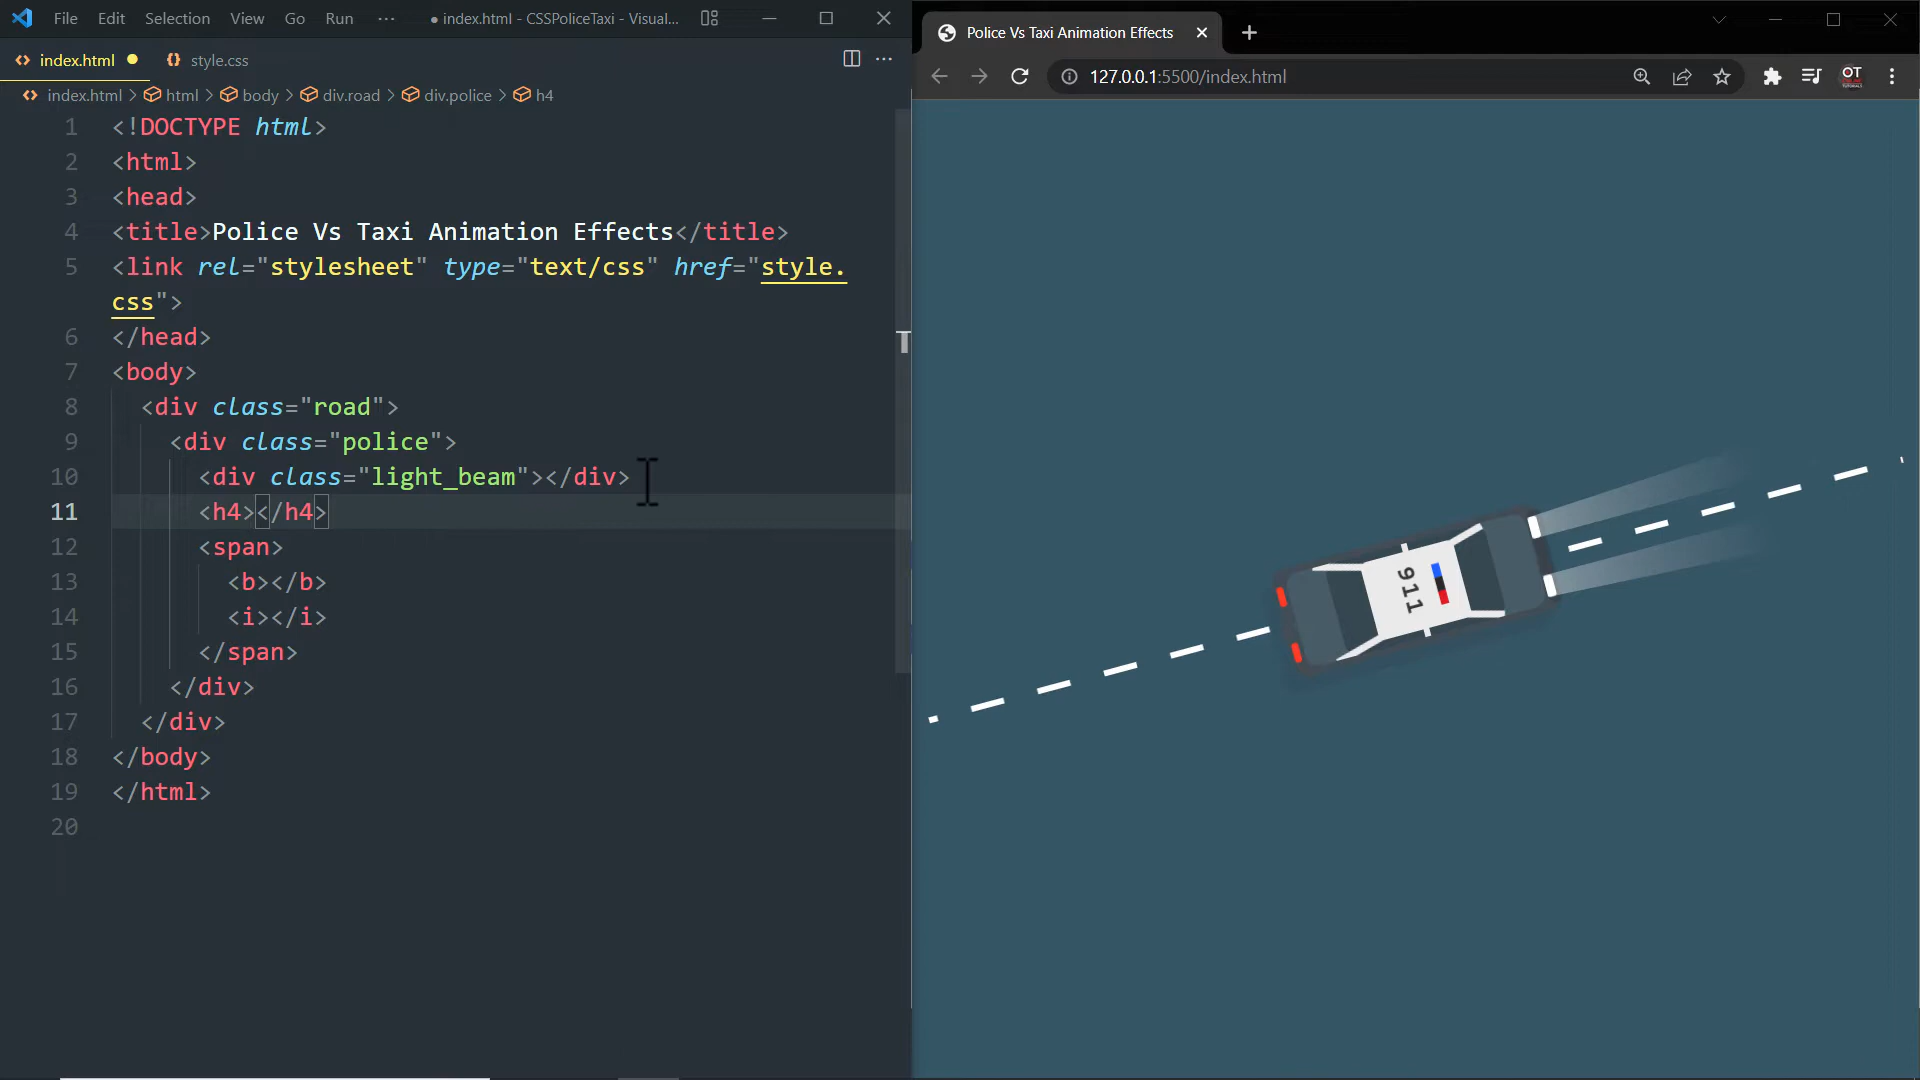 File Edit Selection View Go Run ··· ● index.html - CSSPoliceTaxi - Visual...
index.html style.css
index.html > html > body > div.road > div.police > h4
1 <!DOCTYPE html>
2 <html>
3 <head>
4 <title>Police Vs Taxi Animation Effects</title>
5 <link rel="stylesheet" type="text/css" href="style.
css">
6 </head>
7 <body>
8 <div class="road">
9 <div class="police">
10 <div class="light_beam"></div>
11 <h4></h4>
12 <span>
13 <b></b>
14 <i></i>
15 </span>
16 </div>
17 </div>
18 </body>
19 </html>
20
T
Police Vs Taxi Animation Effects
127.0.0.1:5500/index.html
OT
911